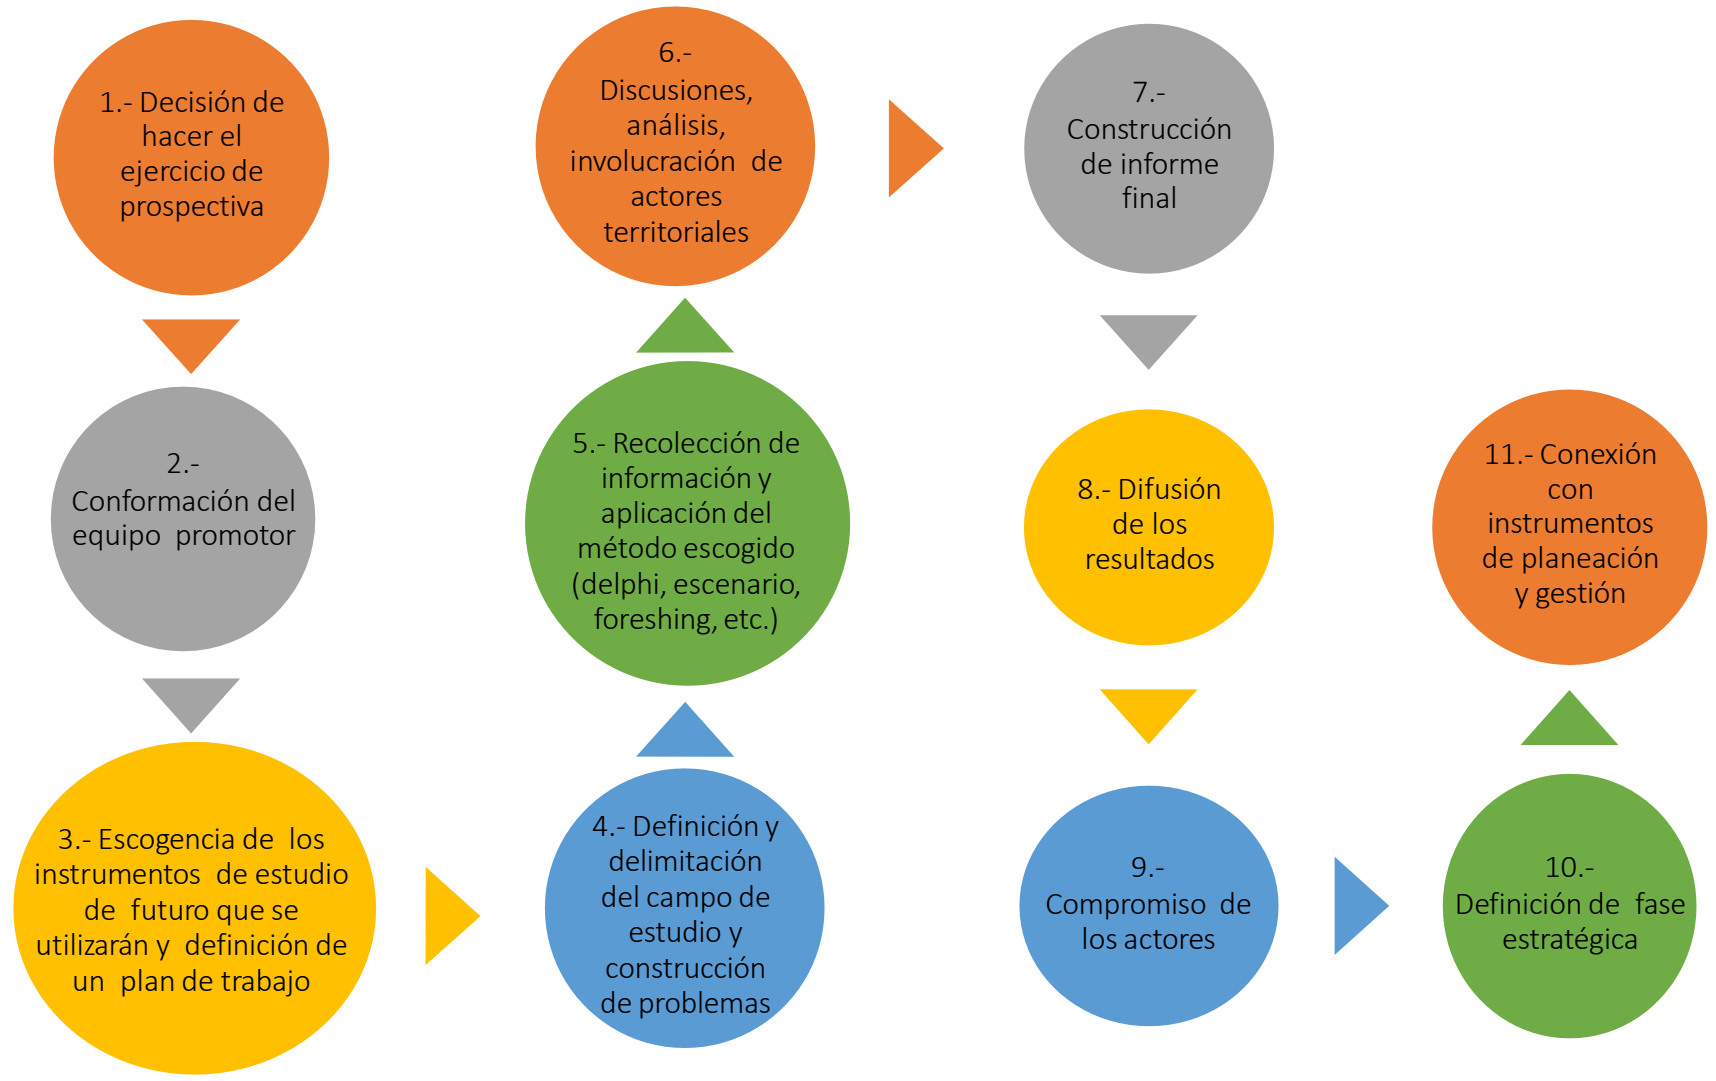 1.- Decisión de
hacer el
ejercicio de
prospectiva
2.-
Conformación del
equipo promotor
3.- Escogencia de los
instrumentos de estudio
de futuro que se
utilizarán y definición de
un plan de trabajo
4.- Definición y
delimitación
del campo de
estudio y
construcción
de problemas
5.- Recolección de
información y
aplicación del
método escogido
(delphi, escenario,
foreshing, etc.)
6.-
Discusiones,
análisis,
involucración de
actores
territoriales
7.-
Construcción
de informe
final
8.- Difusión
de los
resultados
9.-
Compromiso de
los actores
10.-
Definición de fase
estratégica
11.- Conexión
con
instrumentos
de planeación
y gestión